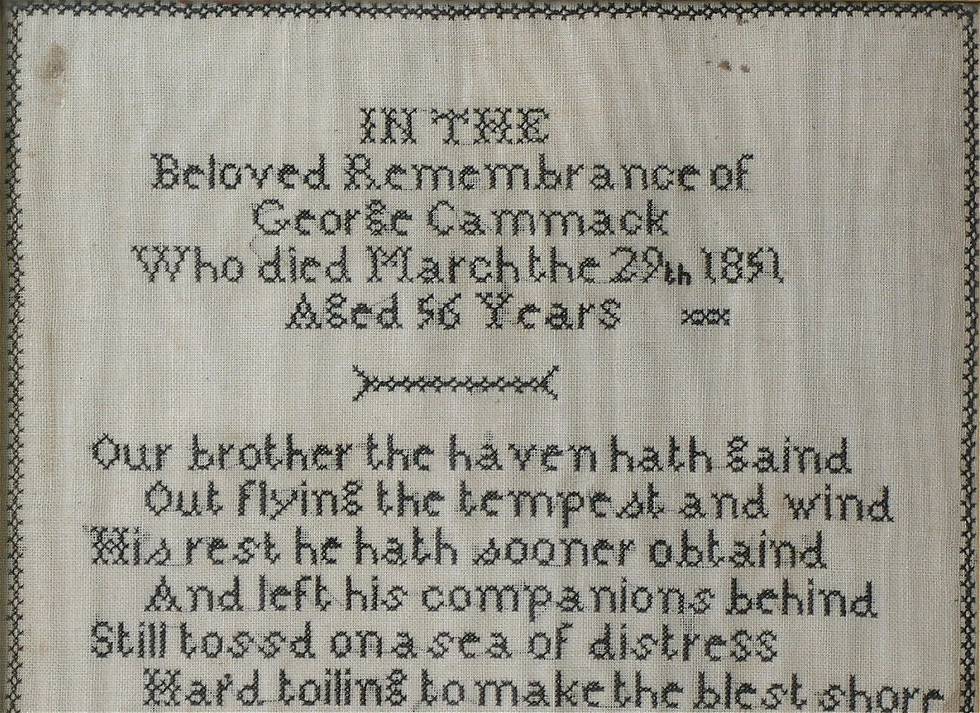 IN THE
Beloved Remembrance of
George Cammack
Who died March the 29th 1851
Aged 56 Years
Our brother the haven hath gaind
Out flying the tempest and wind
His rest he hath sooner obtaind
And left his companions behind
Still tossd on a sea of distress
Hard toiling to make the blest shore